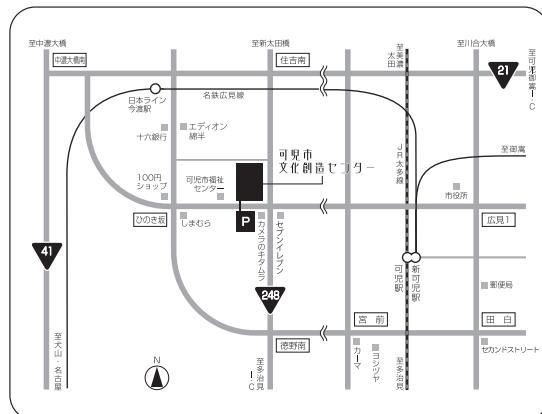 至中濃大橋
至新太田橋
至美濃太田
至川合大橋
至可児御嵩I・C
中濃大橋南
住吉南
21
日本ライン今渡駅
名鉄広見線
十六銀行
エディオン綿半
可児市文化創造センター
JR太多線
至御嵩
100円ショップ
可児市福祉センター
市役所
P
ひのき坂
しまむら
カメラのキタムラ
セブンイレブン
広見1
41
可児駅
新可児駅
248
郵便局
宮前
田白
徳野南
至犬山・名古屋
N
至多治見I・C
カーマ
ヨシヅヤ
至多治見
セカンドストリート